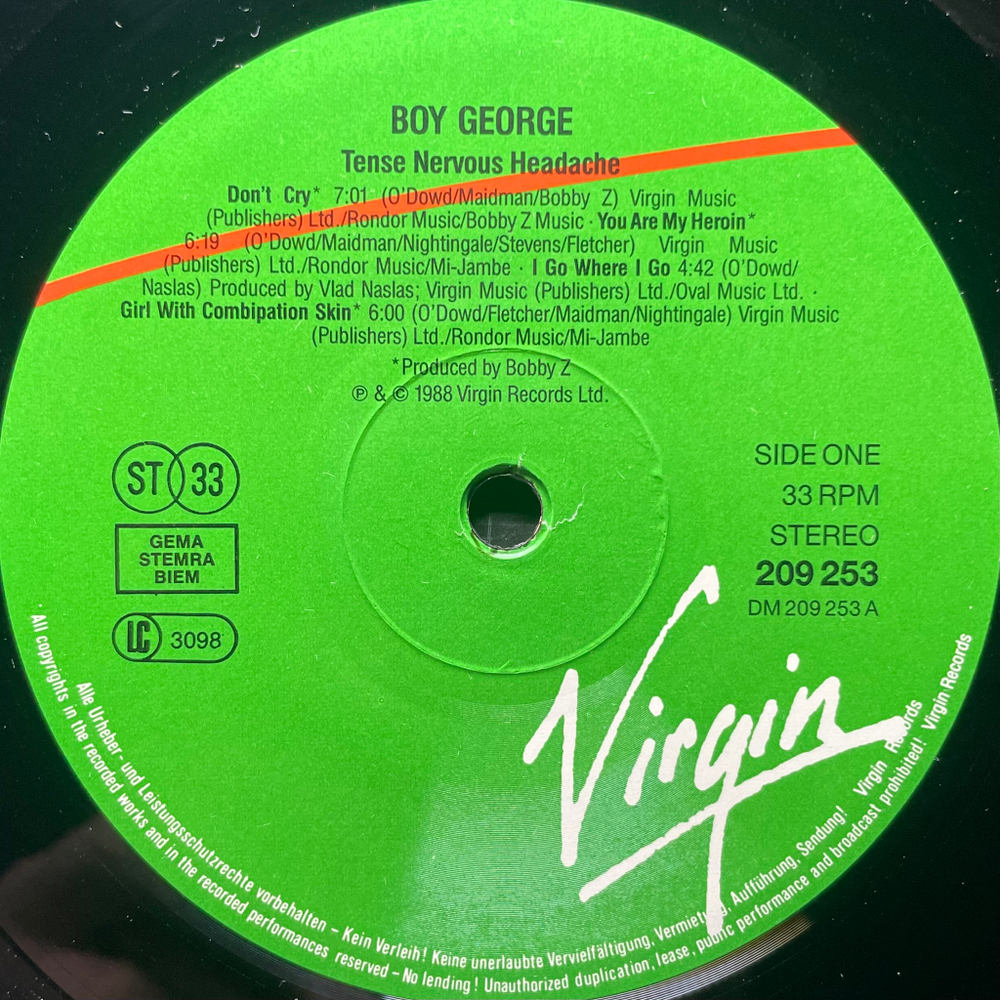 BOY GEORGE
Tense Nervous Headache
Don't Cry* 7:01 (O'Dowd/Maidman/Bobby Z) Virgin Music
(Publishers) Ltd./Rondor Music/Bobby Z Music · You Are My Heroin*
6:19 (O'Dowd/Maidman/Nightingale/Stevens/Fletcher) Virgin Music
(Publishers) Ltd./Rondor Music/Mi-Jambe · I Go Where I Go 4:42 (O'Dowd/
Naslas) Produced by Vlad Naslas; Virgin Music (Publishers) Ltd./Oval Music Ltd. ·
Girl With Combipation Skin* 6:00 (O'Dowd/Fletcher/Maidman/Nightingale) Virgin Music
(Publishers) Ltd./Rondor Music/Mi-Jambe
*Produced by Bobby Z
℗ & © 1988 Virgin Records Ltd.
ST 33
GEMA
STEMRA
BIEM
LC 3098
SIDE ONE
33 RPM
STEREO
209 253
DM 209 253 A
Virgin
Alle Urheber- und Leistungsschutzrechte vorbehalten – Kein Verleih! Keine unerlaubte Vervielfältigung, Vermietung, Aufführung, Sendung! Virgin Records
· All copyrights in the recorded works and in the recorded performances reserved – No lending! Unauthorized duplication, lease, public performance and broadcast prohibited! Virgin Records